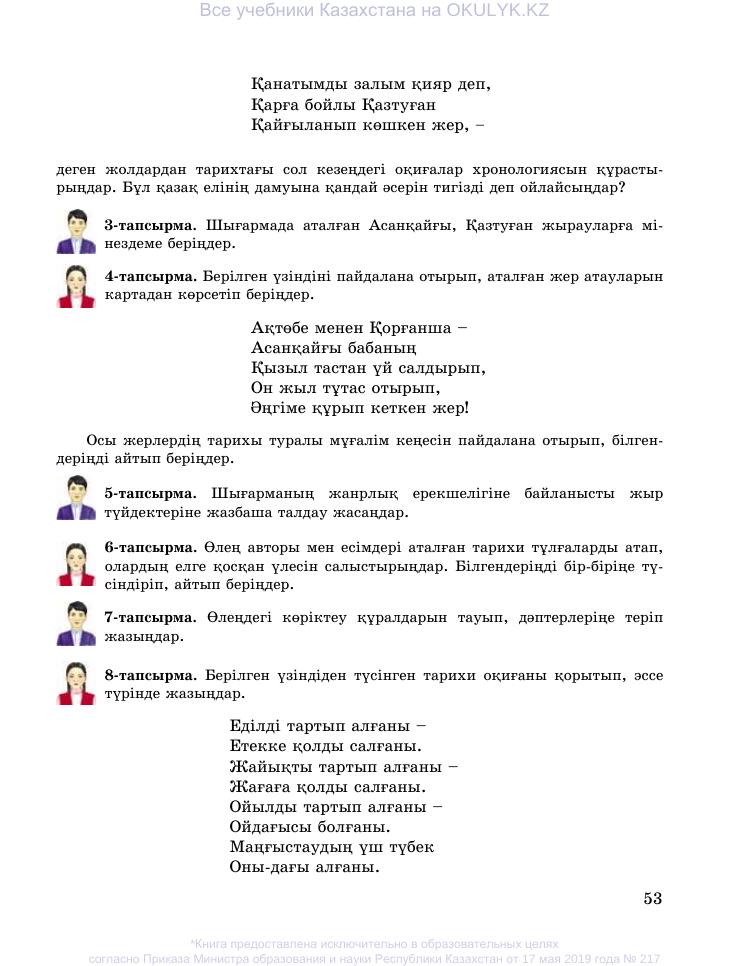 Все учебники Казахстана на OKULYK.KZ
Қанатымды залым қияр деп,
Қарға бойлы Қазтуған
Қайғыланып көшкен жер, –
деген жолдардан тарихтағы сол кезеңдегі оқиғалар хронологиясын құрасты-
рыңдар. Бұл қазақ елінің дамуына қандай әсерін тигізді деп ойлайсыңдар?
3-тапсырма. Шығармада аталған Асанқайғы, Қазтуған жырауларға мі-
нездеме беріңдер.
4-тапсырма. Берілген үзіндіні пайдалана отырып, аталған жер атауларын
картадан көрсетіп беріңдер.
Ақтөбе менен Қорғанша –
Асанқайғы бабаның
Қызыл тастан үй салдырып,
Он жыл тұтас отырып,
Әңгіме құрып кеткен жер!
Осы жерлердің тарихы туралы мұғалім кеңесін пайдалана отырып, білген-
деріңді айтып беріңдер.
5-тапсырма. Шығарманың жанрлық ерекшелігіне байланысты жыр
түйдектеріне жазбаша талдау жасаңдар.
6-тапсырма. Өлең авторы мен есімдері аталған тарихи тұлғаларды атап,
олардың елге қосқан үлесін салыстырыңдар. Білгендеріңді бір-біріңе тү-
сіндіріп, айтып беріңдер.
7-тапсырма. Өлеңдегі көріктеу құралдарын тауып, дәптерлеріңе теріп
жазыңдар.
8-тапсырма. Берілген үзіндіден түсінген тарихи оқиғаны қорытып, эссе
түрінде жазыңдар.
Еділді тартып алғаны –
Етекке қолды салғаны.
Жайықты тартып алғаны –
Жағаға қолды салғаны.
Ойылды тартып алғаны –
Ойдағысы болғаны.
Маңғыстаудың үш түбек
Оны-дағы алғаны.
53
*Книга предоставлена исключительно в образовательных целях
согласно Приказа Министра образования и науки Республики Казахстан от 17 мая 2019 года № 217